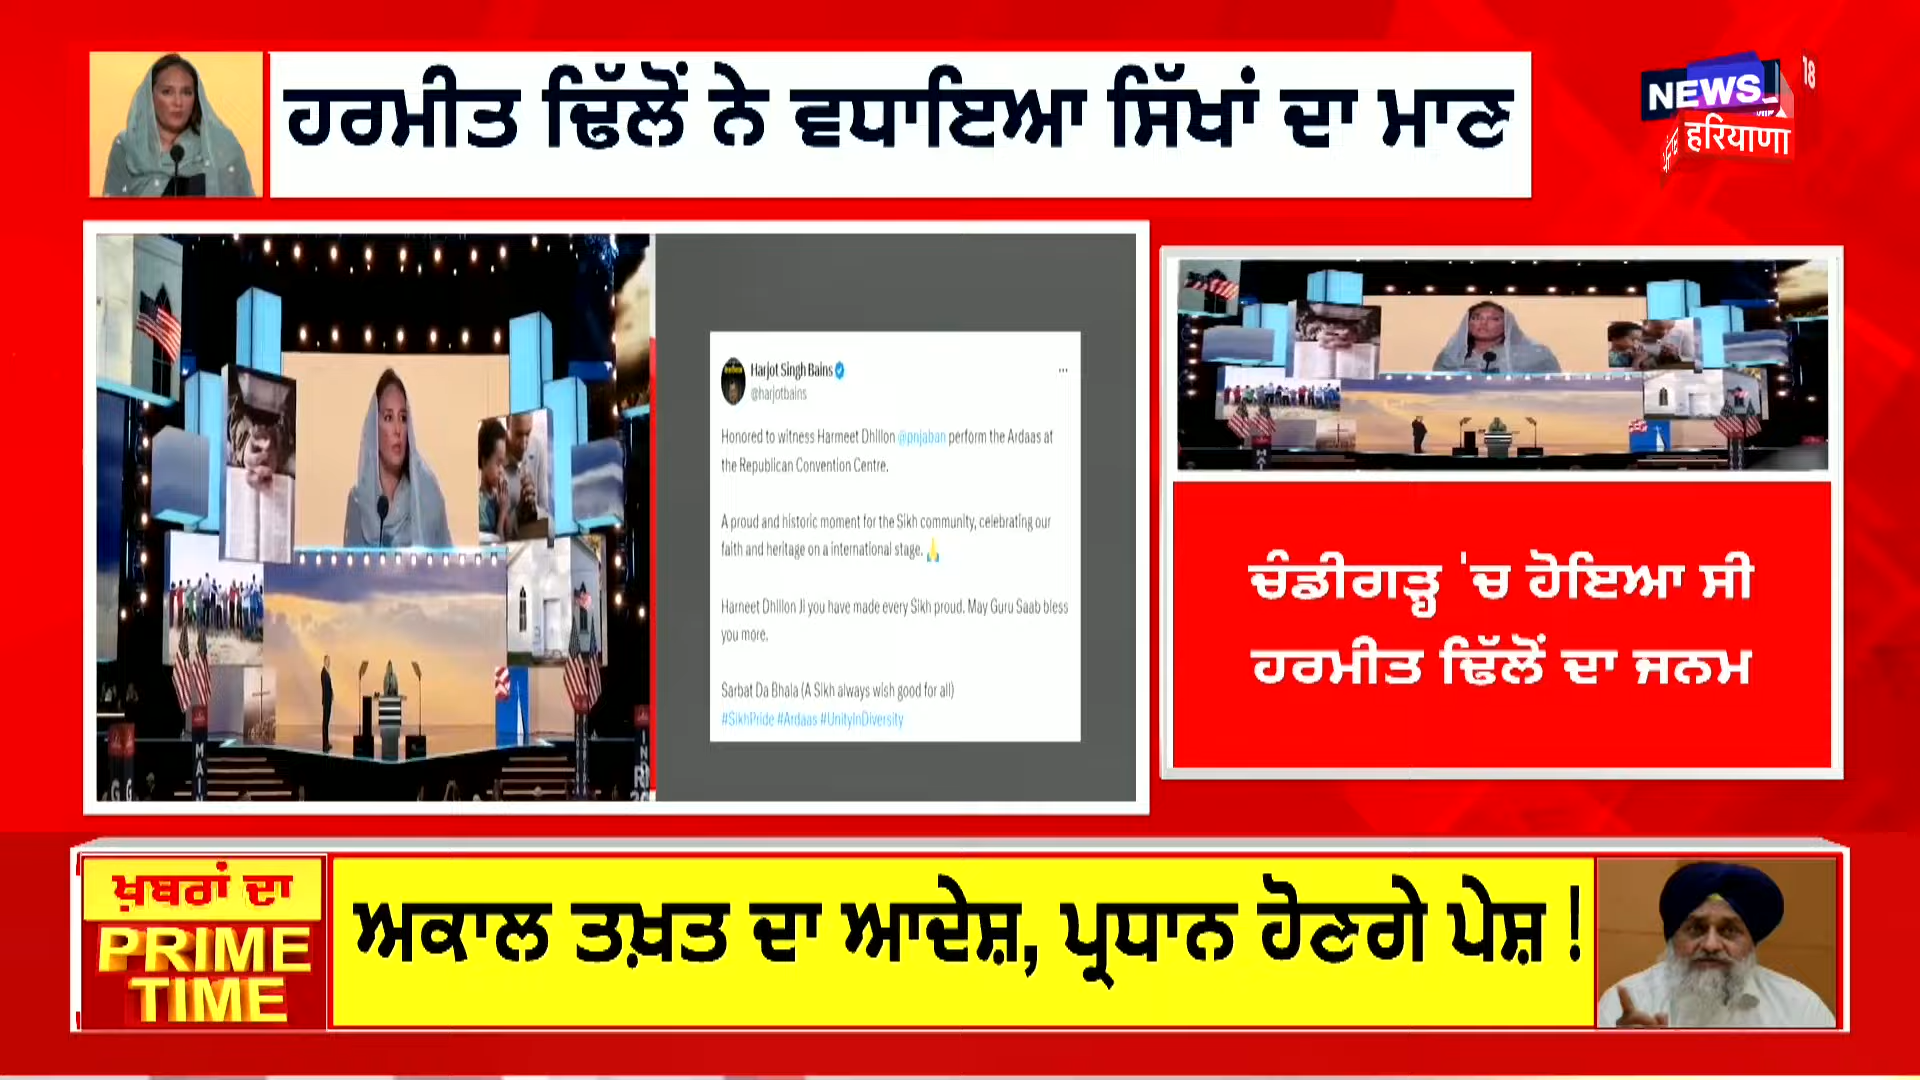 ਹਰਮੀਤ ਢਿੱਲੋਂ ਨੇ ਵਧਾਇਆ ਸਿੱਖਾਂ ਦਾ ਮਾਣ
NEWS 18
हरियाणा
Harjot Singh Bains
@harjotbains
Honored to witness Harmeet Dhillon @pnjaban perform the Ardaas at
the Republican Convention Centre.
A proud and historic moment for the Sikh community, celebrating our
faith and heritage on a international stage. 🙏
Harneet Dhillon Ji you have made every Sikh proud. May Guru Saab bless
you more.
Sarbat Da Bhala (A Sikh always wish good for all)
#SikhPride #Ardaas #UnityInDiversity
ਚੰਡੀਗੜ੍ਹ 'ਚ ਹੋਇਆ ਸੀ
ਹਰਮੀਤ ਢਿੱਲੋਂ ਦਾ ਜਨਮ
ਖ਼ਬਰਾਂ ਦਾ
PRIME
TIME
ਅਕਾਲ ਤਖ਼ਤ ਦਾ ਆਦੇਸ਼, ਪ੍ਰਧਾਨ ਹੋਣਗੇ ਪੇਸ਼ !